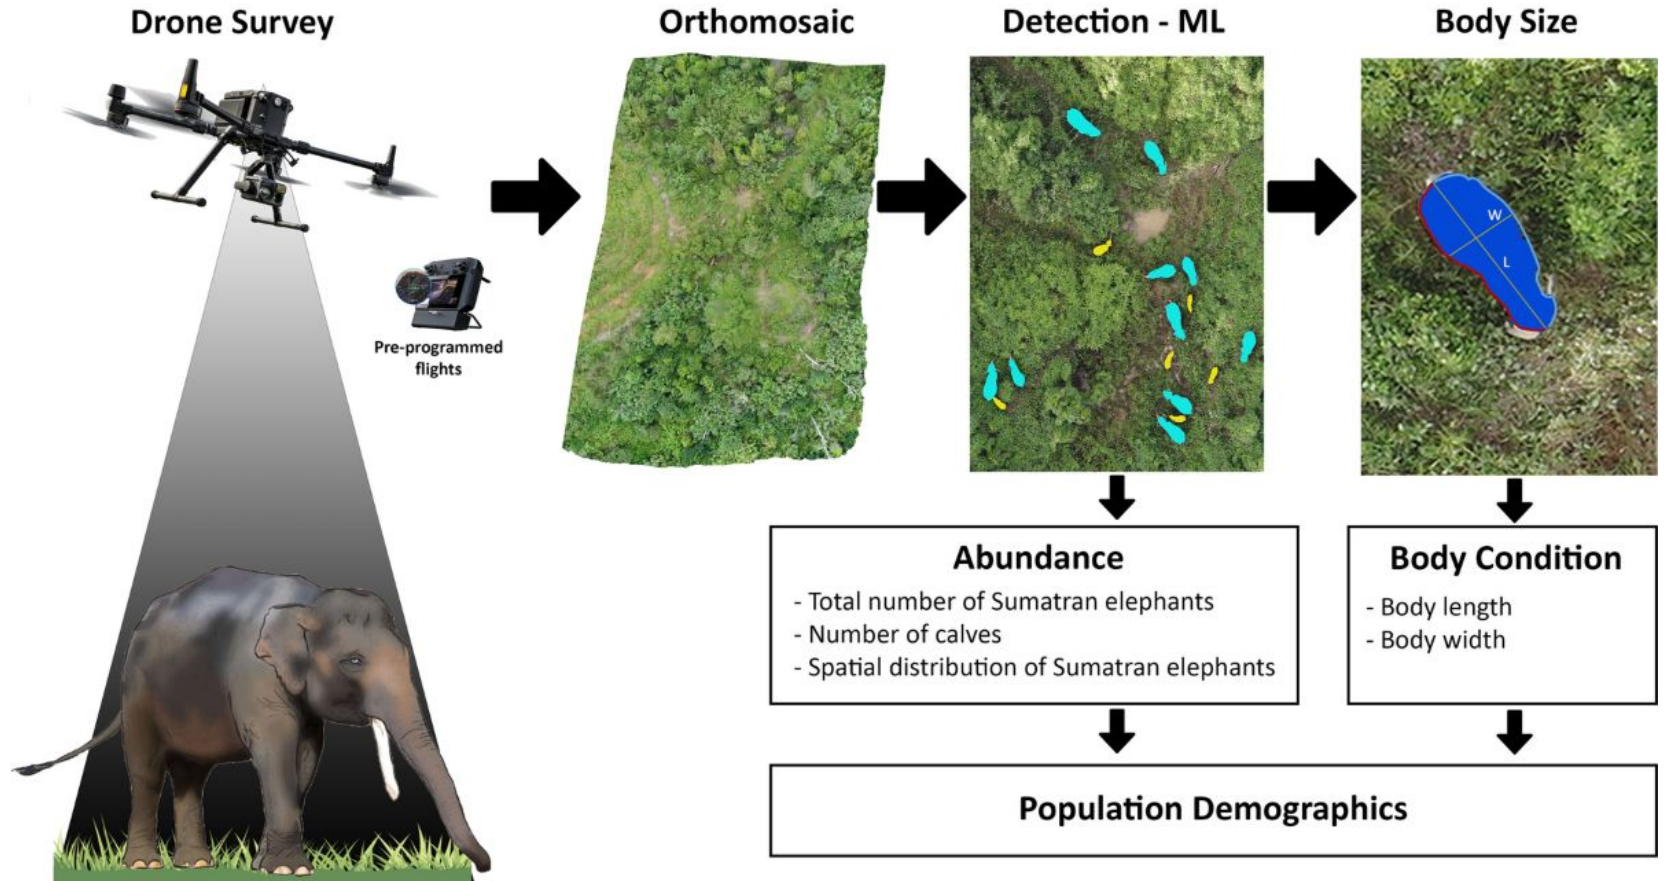 Drone Survey
Orthomosaic
Detection - ML
Body Size
Pre-programmed
flights
W
L
Abundance
- Total number of Sumatran elephants
- Number of calves
- Spatial distribution of Sumatran elephants
Body Condition
- Body length
- Body width
Population Demographics